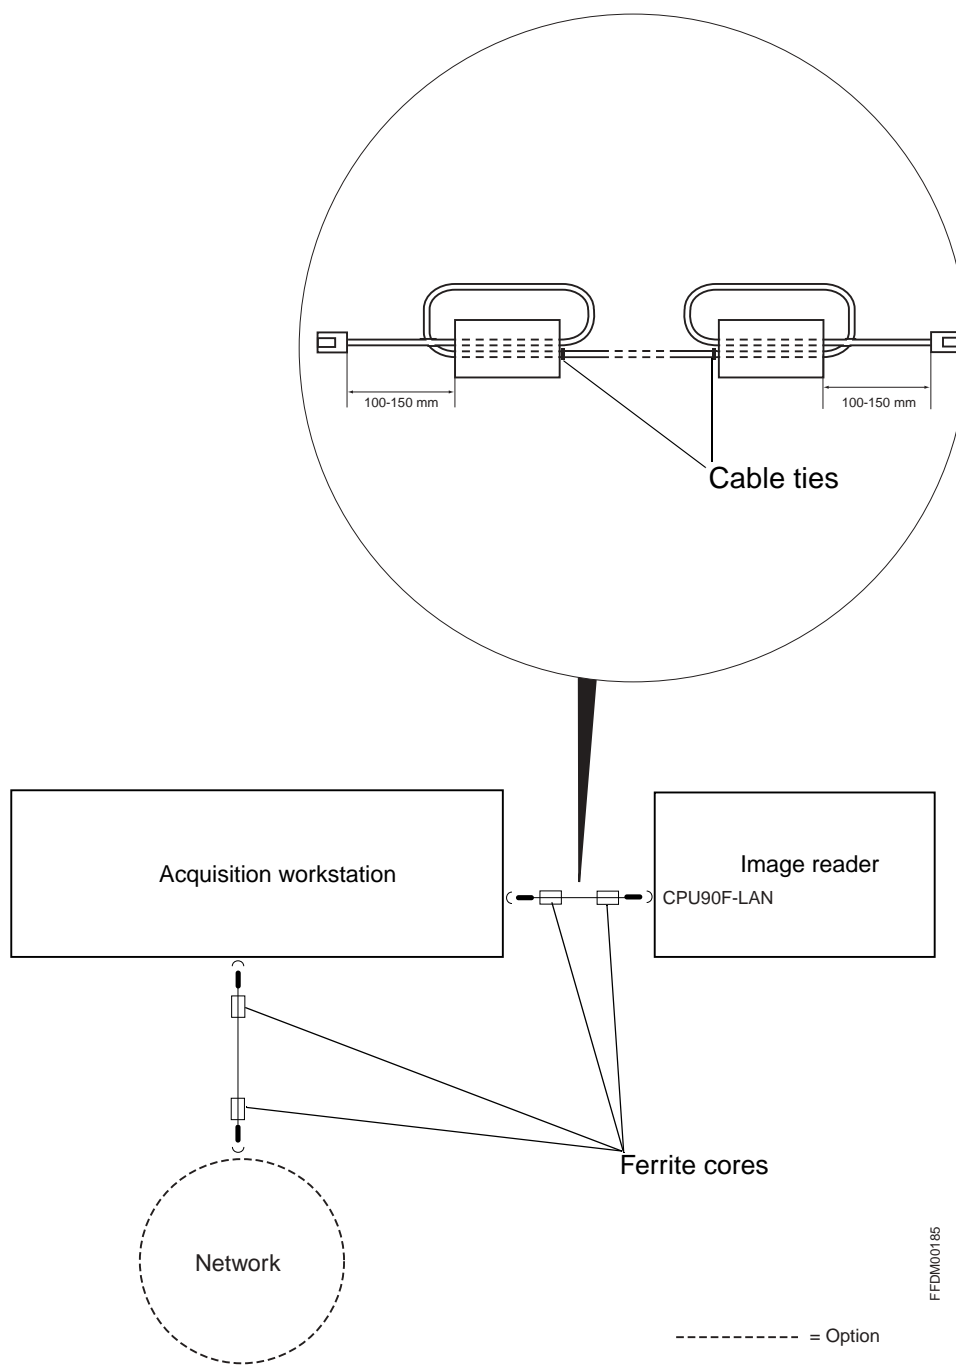 100-150 mm
100-150 mm
Cable ties
Acquisition workstation
Image reader
CPU90F-LAN
Ferrite cores
Network
FFDM00185
= Option